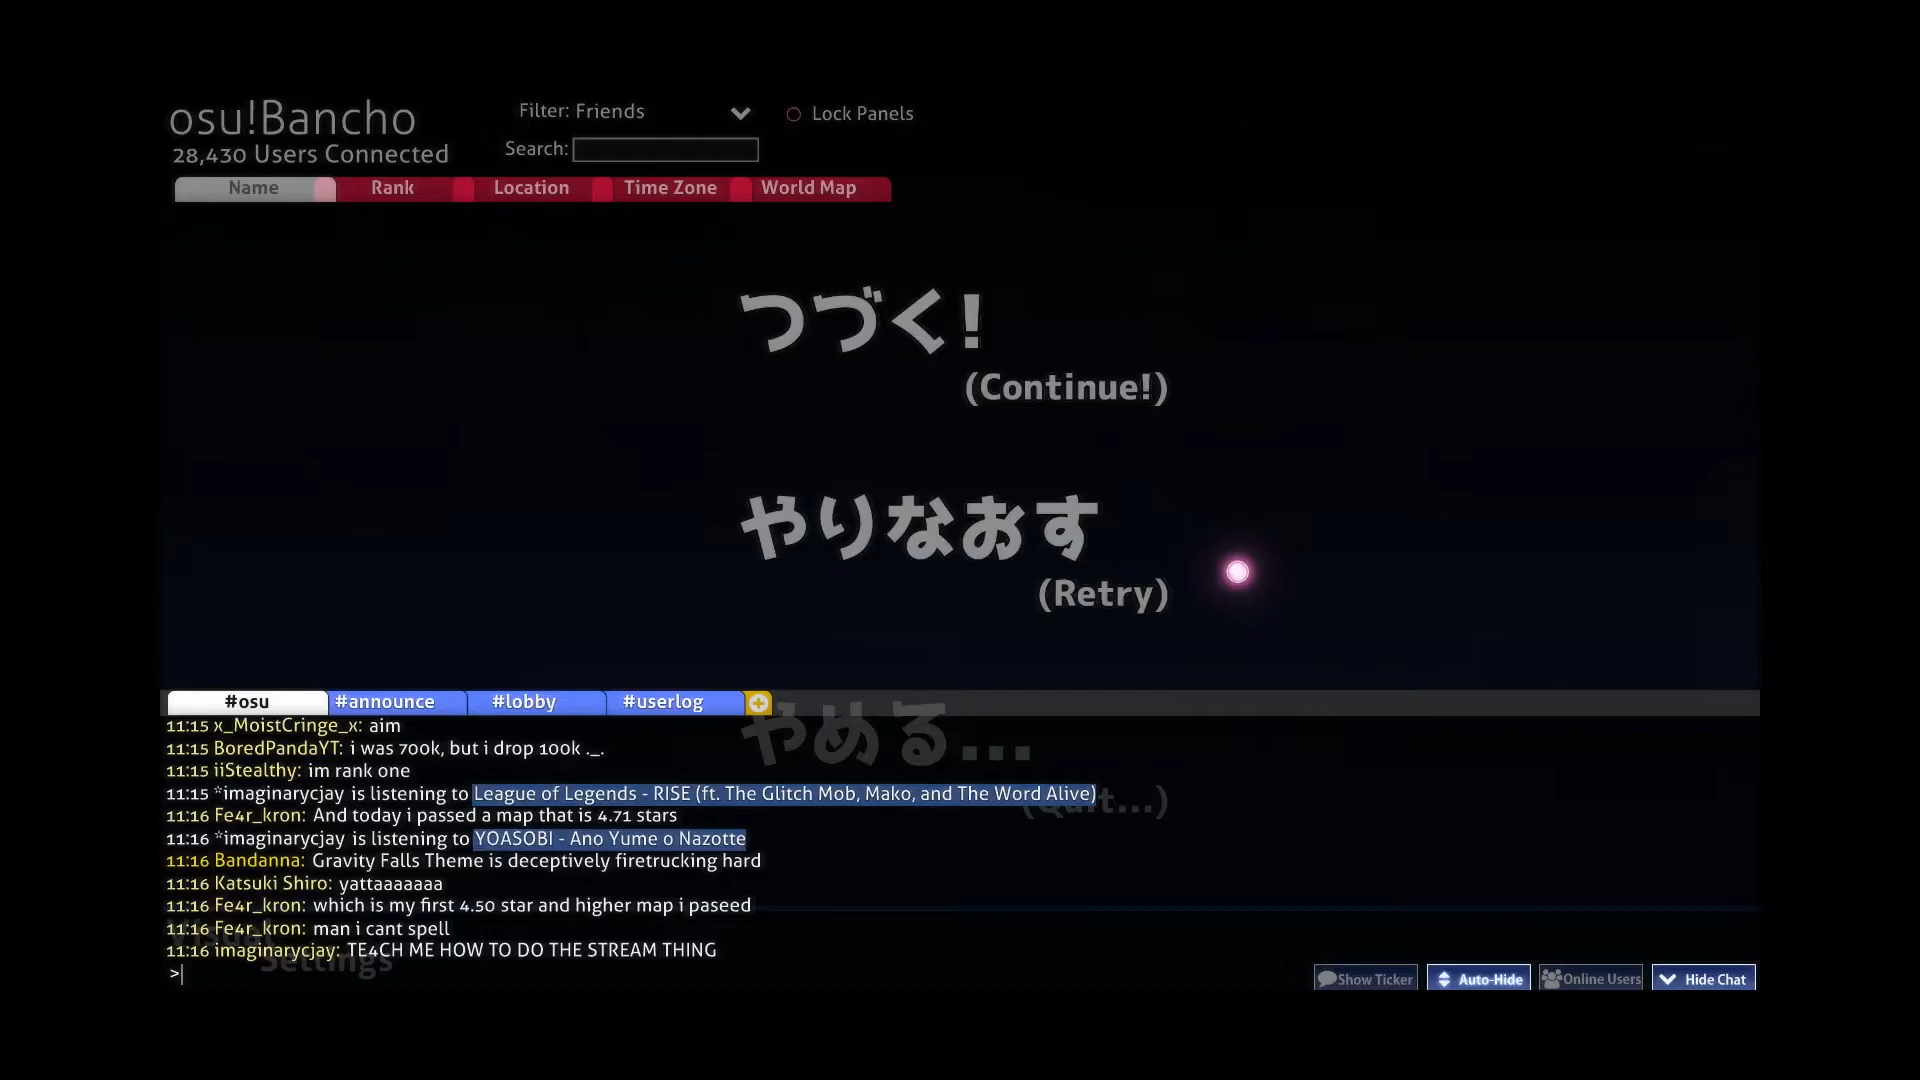 osu!Bancho
28,430 Users Connected
Filter: Friends
Lock Panels
Search:
Name Rank Location Time Zone World Map
つづく!
(Continue!)
やりなおす
(Retry)
#osu #announce #lobby #userlog
やめる...
(Quit...)
11:15 x_MoistCringe_x: aim
11:15 BoredPandaYT: i was 700k, but i drop 100k ._.
11:15 iiStealthy: im rank one
11:15 *imaginarycjay is listening to League of Legends - RISE (ft. The Glitch Mob, Mako, and The Word Alive)
11:16 Fe4r_kron: And today i passed a map that is 4.71 stars
11:16 *imaginarycjay is listening to YOASOBI - Ano Yume o Nazotte
11:16 Bandanna: Gravity Falls Theme is deceptively firetrucking hard
11:16 Katsuki Shiro: yattaaaaaaa
11:16 Fe4r_kron: which is my first 4.50 star and higher map i paseed
11:16 Fe4r_kron: man i cant spell
11:16 imaginarycjay: TE4CH ME HOW TO DO THE STREAM THING
Visual
Settings
>
Show Ticker Auto-Hide Online Users Hide Chat